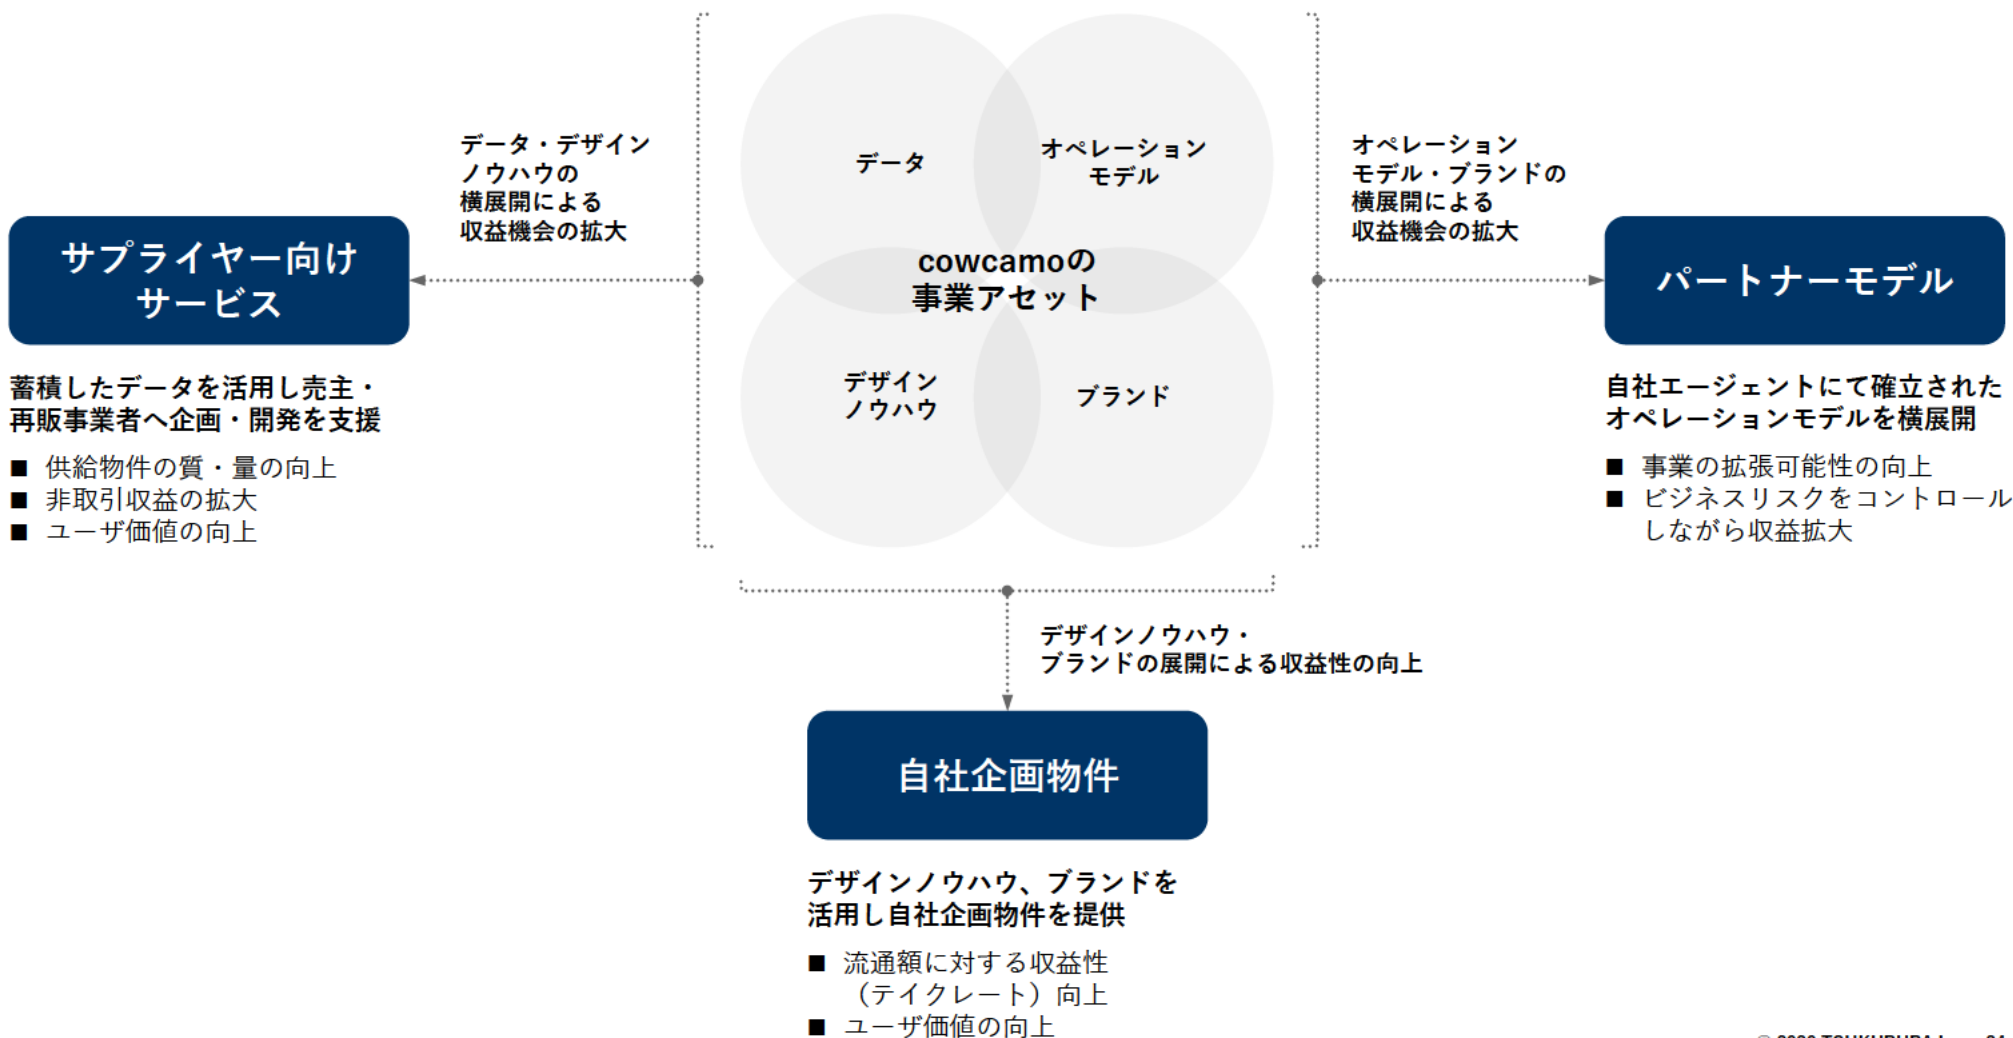 データ・デザイン
ノウハウの
横展開による
収益機会の拡大
サプライヤー向け
サービス
蓄積したデータを活用し売主・
再販事業者へ企画・開発を支援
■ 供給物件の質・量の向上
■ 非取引収益の拡大
■ ユーザ価値の向上
データ
オペレーション
モデル
cowcamoの
事業アセット
デザイン
ノウハウ
ブランド
オペレーション
モデル・ブランドの
横展開による
収益機会の拡大
パートナーモデル
自社エージェントにて確立された
オペレーションモデルを横展開
■ 事業の拡張可能性の向上
■ ビジネスリスクをコントロール
しながら収益拡大
デザインノウハウ・
ブランドの展開による収益性の向上
自社企画物件
デザインノウハウ、ブランドを
活用し自社企画物件を提供
■ 流通額に対する収益性
（テイクレート）向上
■ ユーザ価値の向上